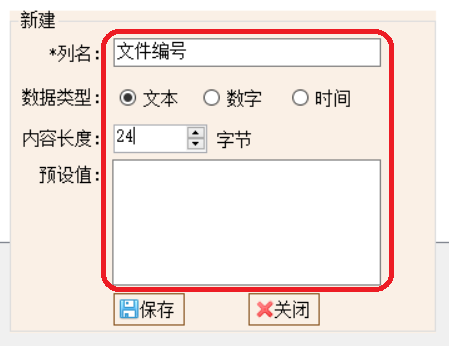 新建
*列名: 文件编号
数据类型: 文本 数字 时间
内容长度: 24 字节
预设值:
保存 关闭